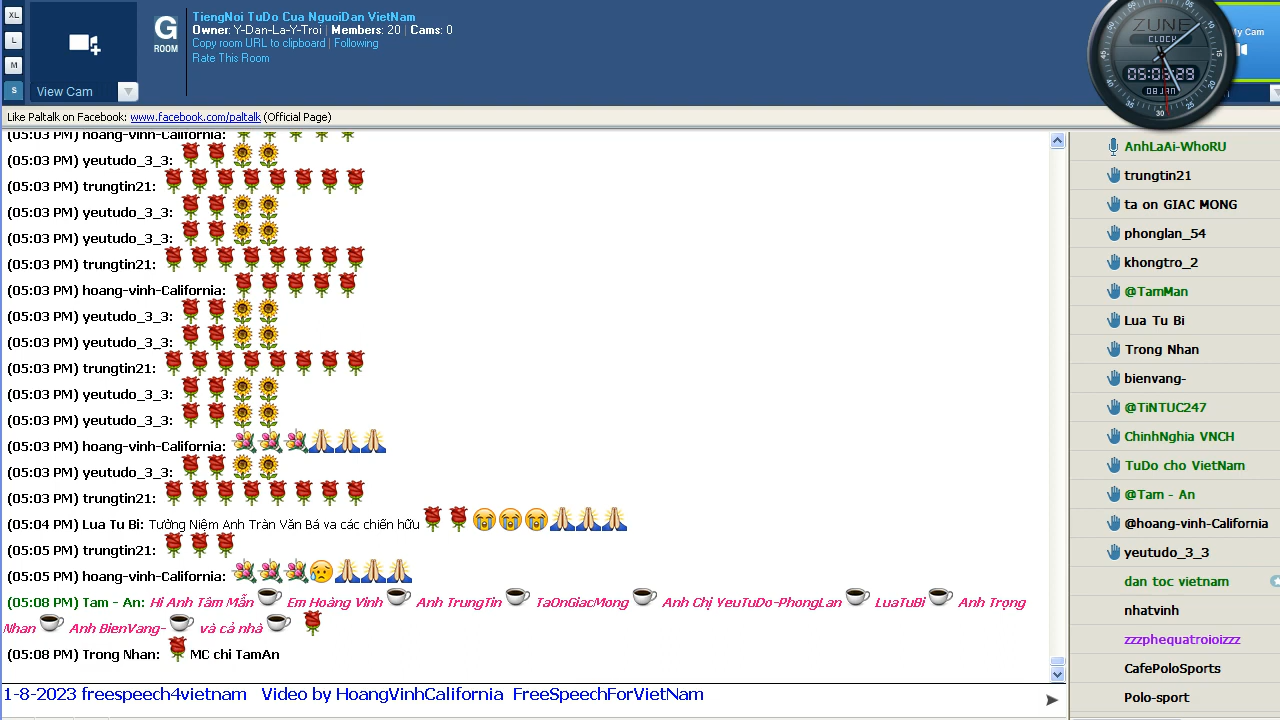 XL
L
M
S
View Cam
G
ROOM
TiengNoi TuDo Cua NguoiDan VietNam
Owner: Y-Dan-La-Y-Troi | Members: 20 | Cams: 0
Copy room URL to clipboard | Following
Rate This Room
ZUNE
CLOCK
05:08:29
08JAN
My Cam
Like Paltalk on Facebook: www.facebook.com/paltalk (Official Page)
(05:03 PM) hoang-vinh-California:
(05:03 PM) yeutudo_3_3:
(05:03 PM) trungtin21:
(05:03 PM) yeutudo_3_3:
(05:03 PM) yeutudo_3_3:
(05:03 PM) trungtin21:
(05:03 PM) hoang-vinh-California:
(05:03 PM) yeutudo_3_3:
(05:03 PM) yeutudo_3_3:
(05:03 PM) trungtin21:
(05:03 PM) yeutudo_3_3:
(05:03 PM) yeutudo_3_3:
(05:03 PM) hoang-vinh-California:
(05:03 PM) yeutudo_3_3:
(05:03 PM) trungtin21:
(05:04 PM) Lua Tu Bi: Tưởng Niệm Anh Trần Văn Bá va các chiến hữu
(05:05 PM) trungtin21:
(05:05 PM) hoang-vinh-California:
(05:08 PM) Tam - An: Hi Anh Tâm Mẫn Em Hoàng Vinh Anh TrungTin TaOnGiacMong Anh Chị YeuTuDo-PhongLan LuaTuBi Anh Trọng
Nhan Anh BienVang- và cả nhà
(05:08 PM) Trong Nhan: MC chi TamAn
1-8-2023 freespeech4vietnam Video by HoangVinhCalifornia FreeSpeechForVietNam
AnhLaAi-WhoRU
trungtin21
ta on GIAC MONG
phonglan_54
khongtro_2
@TamMan
Lua Tu Bi
Trong Nhan
bienvang-
@TiNTUC247
ChinhNghia VNCH
TuDo cho VietNam
@Tam - An
@hoang-vinh-California
yeutudo_3_3
dan toc vietnam
nhatvinh
zzzphequatroioizzz
CafePoloSports
Polo-sport